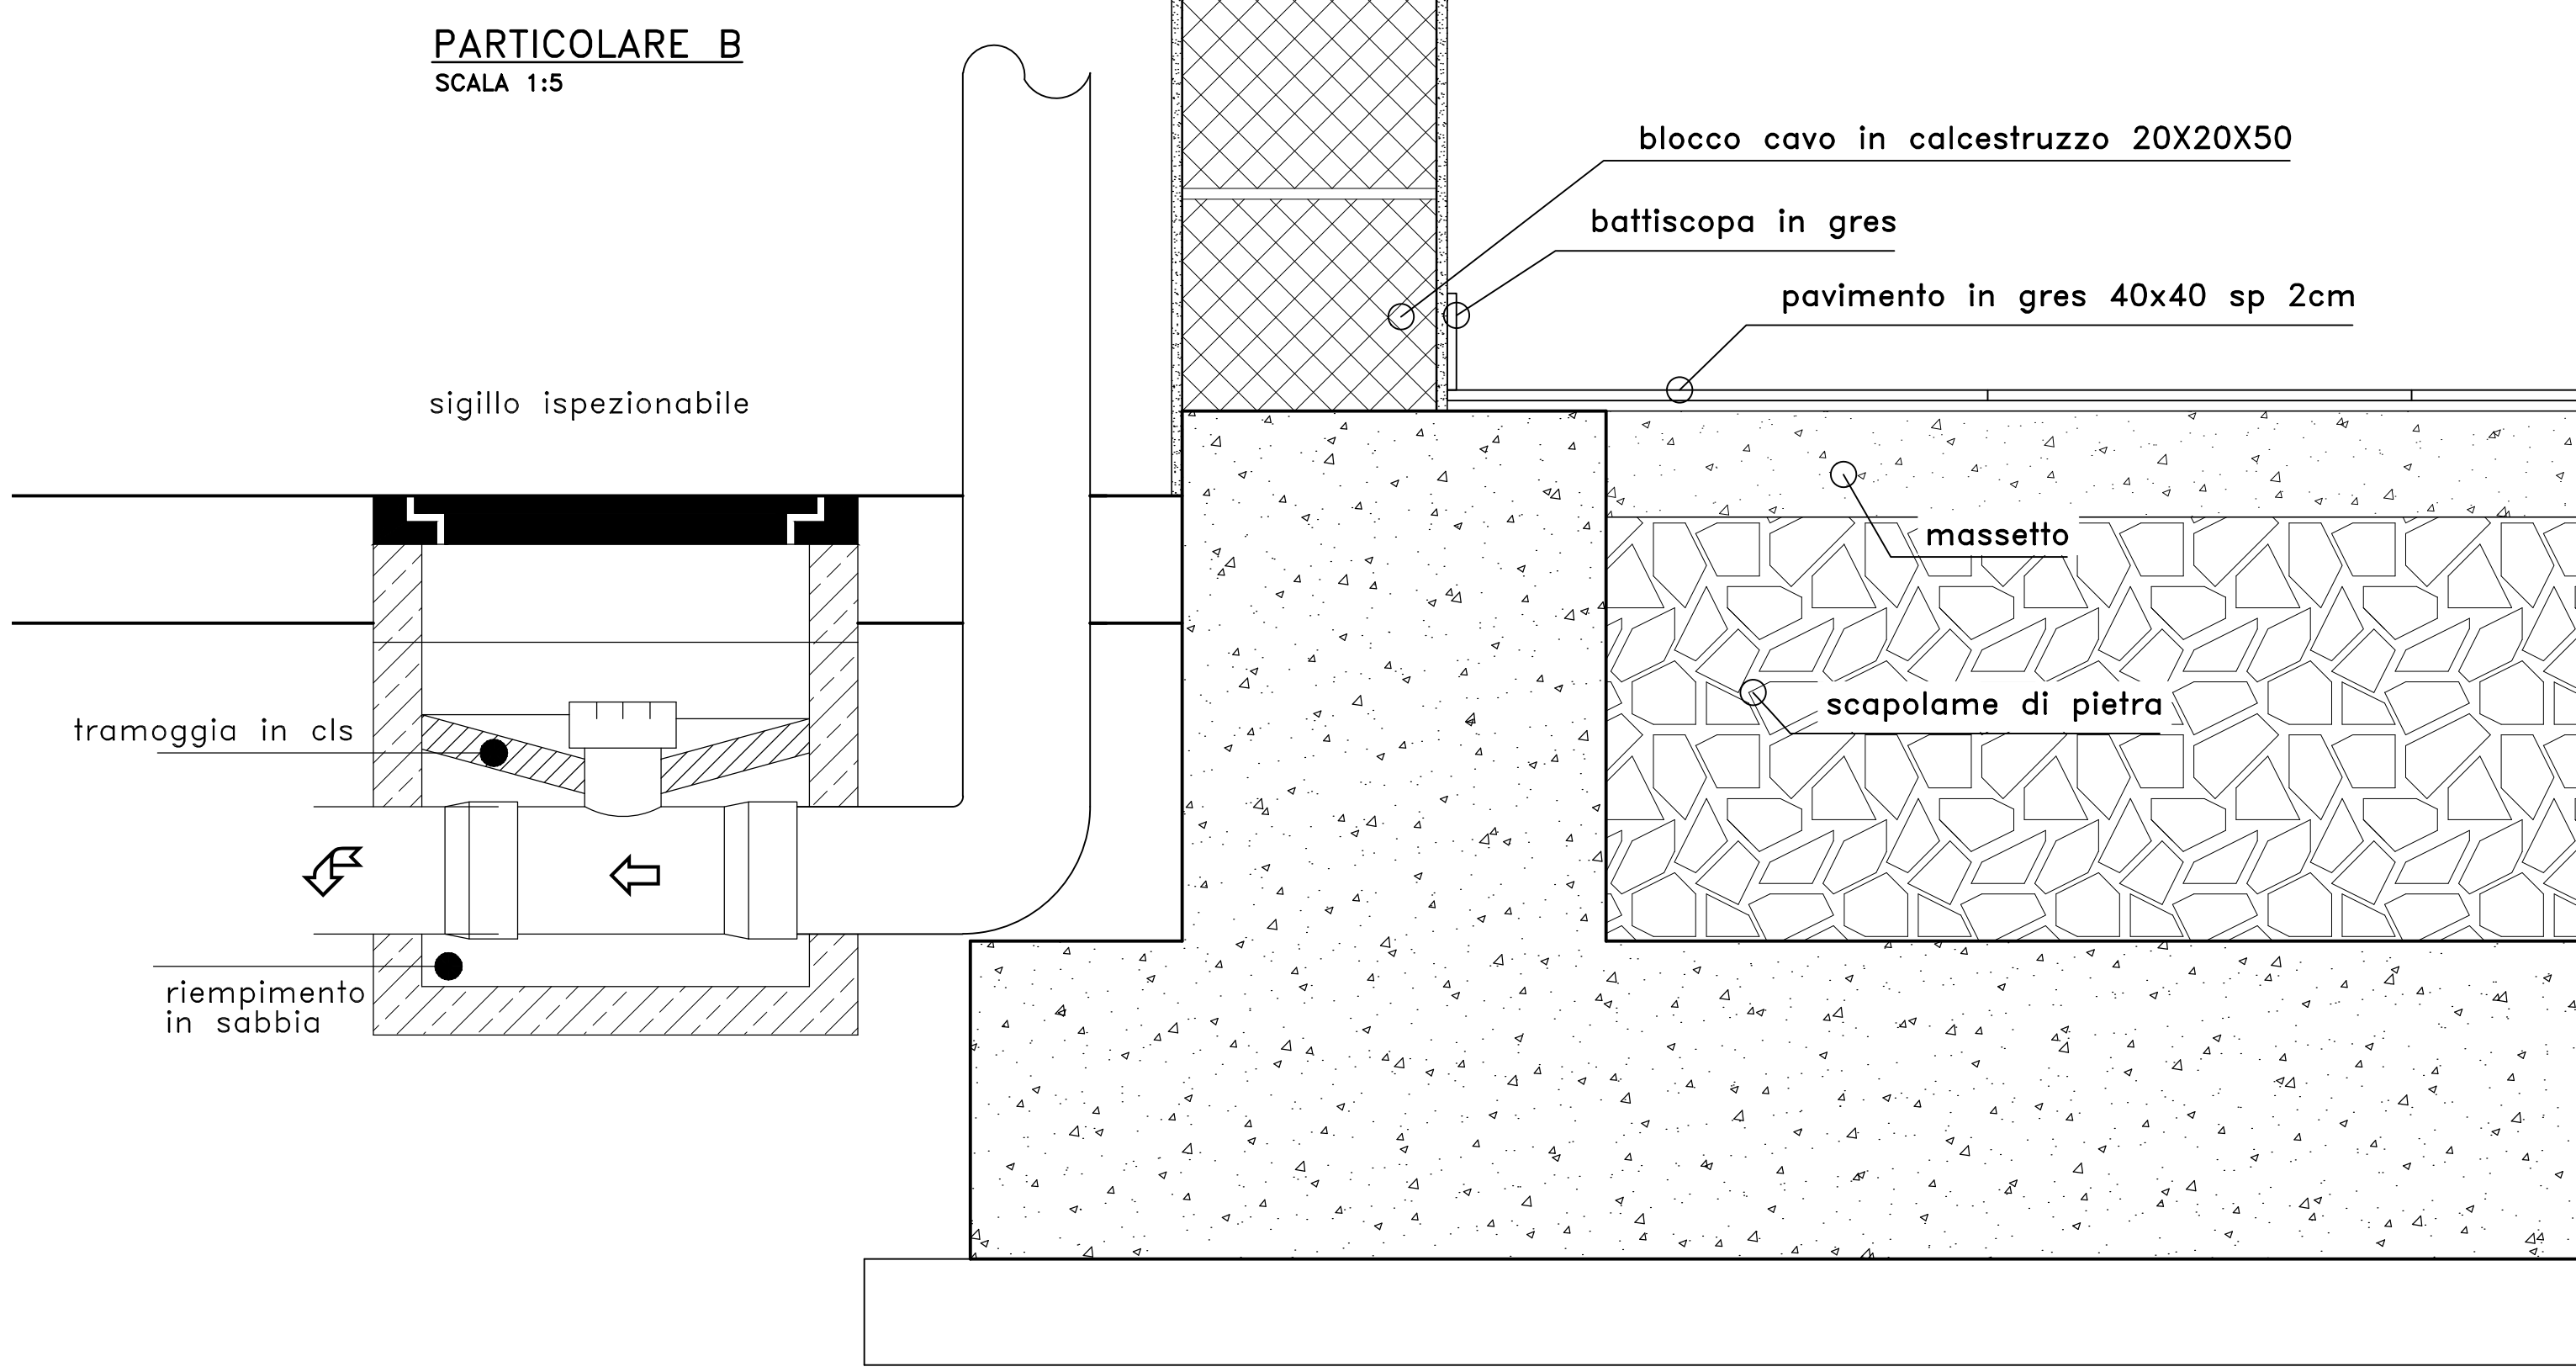 PARTICOLARE B
SCALA 1:5
blocco cavo in calcestruzzo 20X20X50
battiscopa in gres
pavimento in gres 40x40 sp 2cm
sigillo ispezionabile
massetto
scapolame di pietra
tramoggia in cls
riempimento
in sabbia